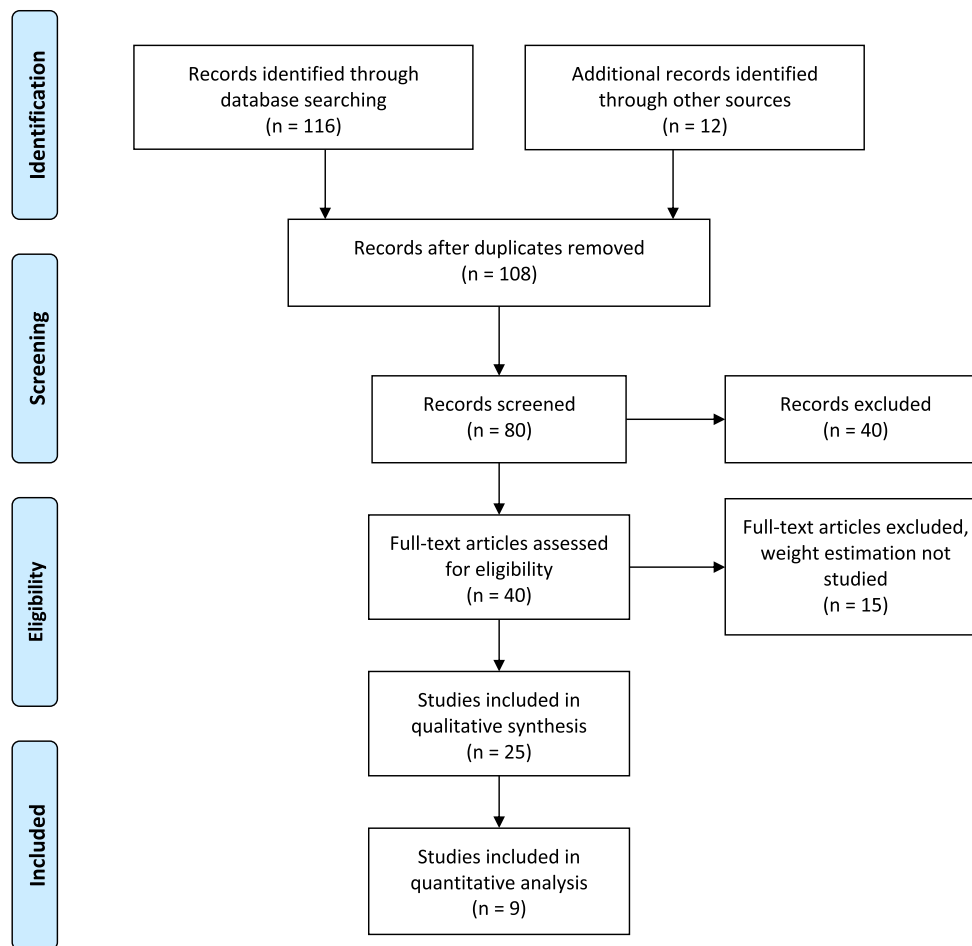 Identification
Records identified through
database searching
(n = 116)
Additional records identified
through other sources
(n = 12)
Records after duplicates removed
(n = 108)
Screening
Records screened
(n = 80)
Records excluded
(n = 40)
Eligibility
Full-text articles assessed
for eligibility
(n = 40)
Full-text articles excluded,
weight estimation not
studied
(n = 15)
Studies included in
qualitative synthesis
(n = 25)
Included
Studies included in
quantitative analysis
(n = 9)